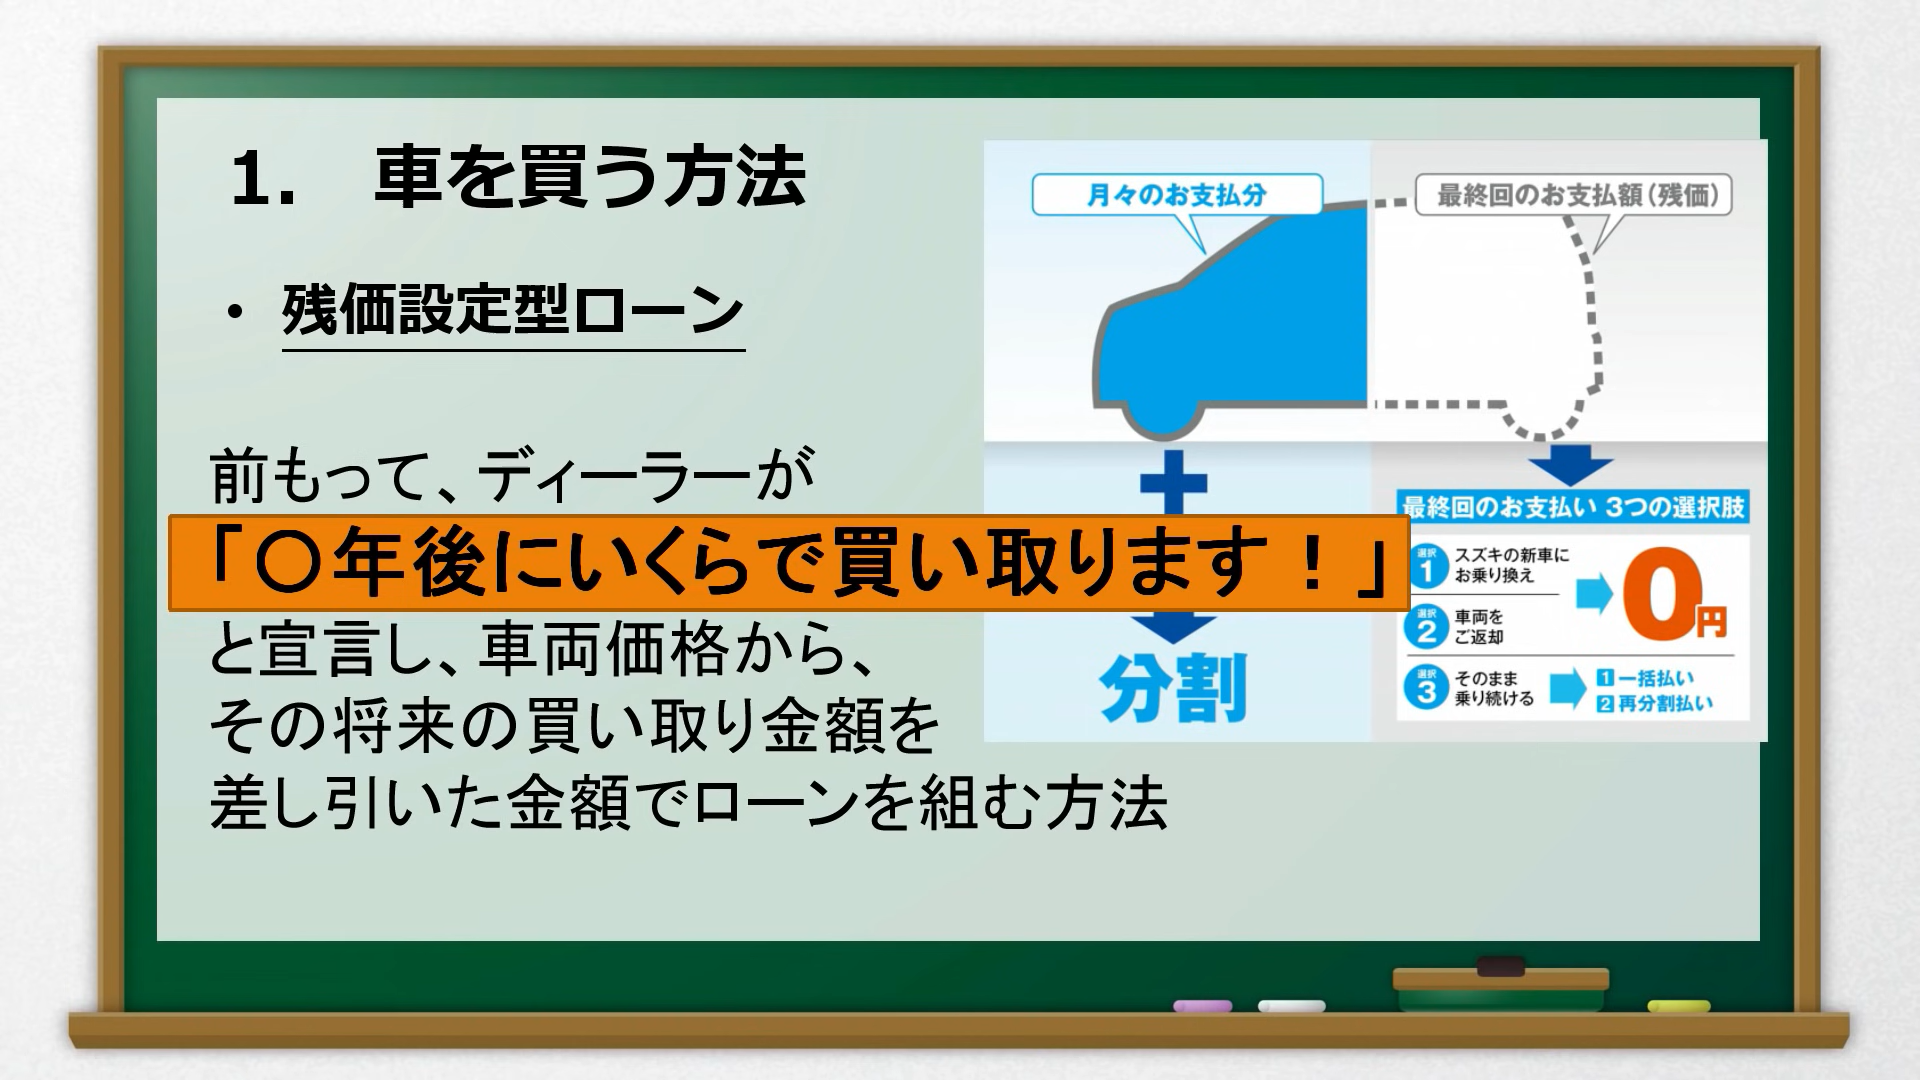 1.　車を買う方法
・ 残価設定型ローン
前もって、ディーラーが
「〇年後にいくらで買い取ります！」
と宣言し、車両価格から、
その将来の買い取り金額を
差し引いた金額でローンを組む方法
月々のお支払分
最終回のお支払額（残価）
＋
分割
最終回のお支払い 3つの選択肢
選択1 スズキの新車に
お乗り換え
選択2 車両を
ご返却
0円
選択3 そのまま
乗り続ける
1 一括払い
2 再分割払い